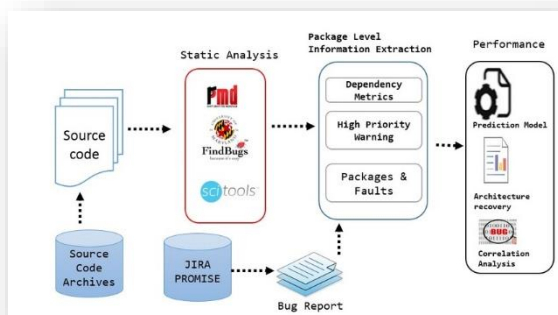 Static Analysis
Package Level
Information Extraction
Performance
Source
code
PMD
FindBugs
scitools
Dependency
Metrics
High Priority
Warning
Packages &
Faults
Prediction Model
Architecture
recovery
BUG
Correlation
Analysis
Source
Code
Archives
JIRA
PROMISE
Bug Report